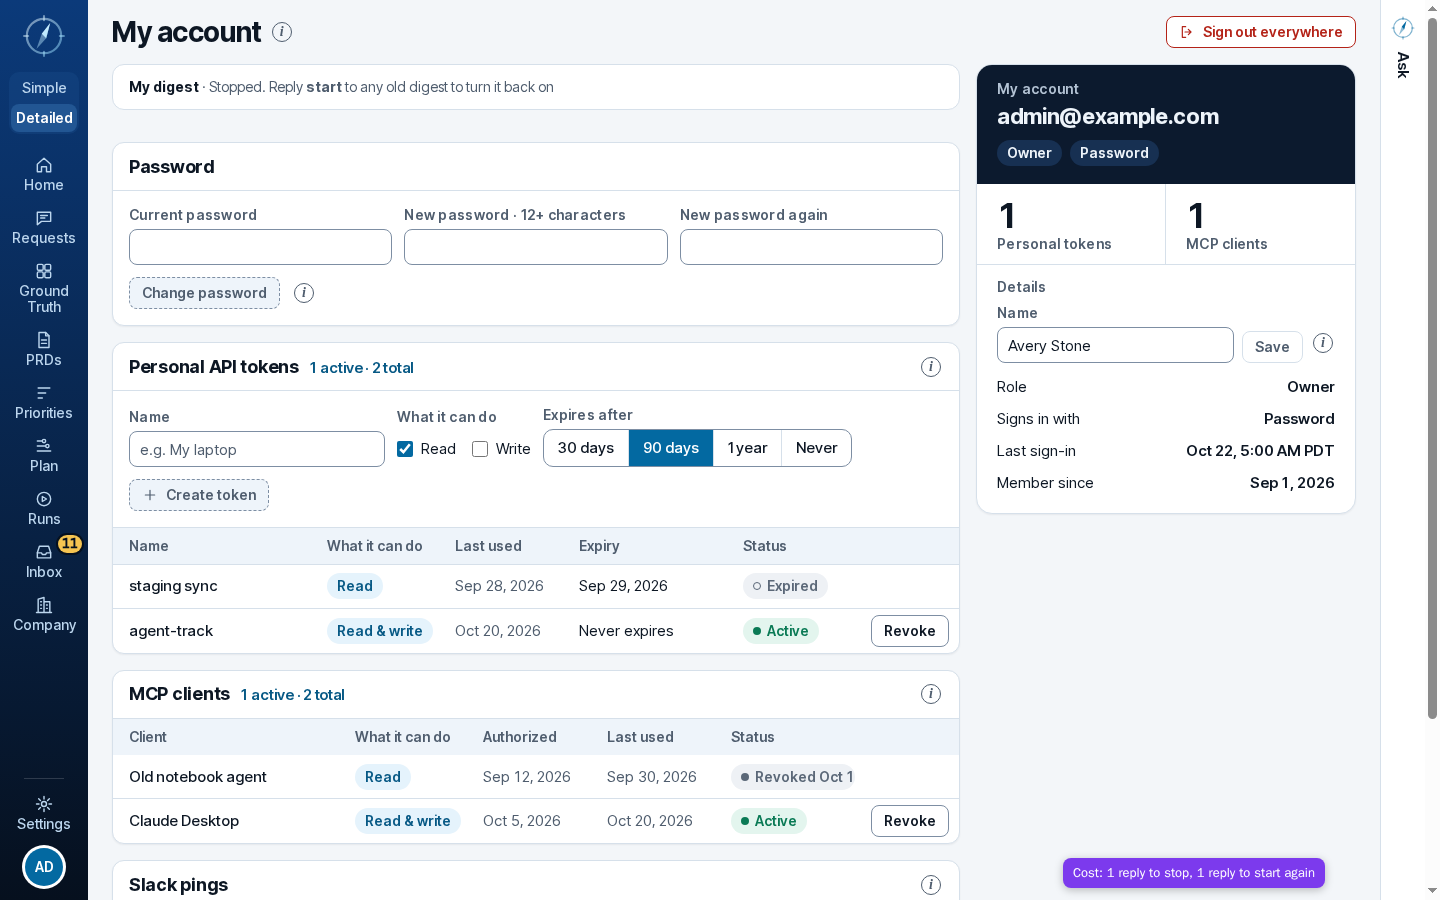 Simple
Detailed
Home
Requests
Ground
Truth
PRDs
Priorities
Plan
Runs
Inbox
11
Company
Settings
AD
My account i
Sign out everywhere
My digest · Stopped. Reply start to any old digest to turn it back on
Password
Current password
New password · 12+ characters
New password again
Change password i
Personal API tokens 1 active · 2 total i
Name
What it can do
Expires after
e.g. My laptop
Read Write
30 days 90 days 1 year Never
+ Create token
Name What it can do Last used Expiry Status
staging sync Read Sep 28, 2026 Sep 29, 2026 Expired
agent-track Read & write Oct 20, 2026 Never expires Active Revoke
MCP clients 1 active · 2 total i
Client What it can do Authorized Last used Status
Old notebook agent Read Sep 12, 2026 Sep 30, 2026 Revoked Oct 1
Claude Desktop Read & write Oct 5, 2026 Oct 20, 2026 Active Revoke
Slack pings i
My account
admin@example.com
Owner Password
1 Personal tokens
1 MCP clients
Details
Name
Avery Stone Save i
Role Owner
Signs in with Password
Last sign-in Oct 22, 5:00 AM PDT
Member since Sep 1, 2026
Cost: 1 reply to stop, 1 reply to start again
Ask